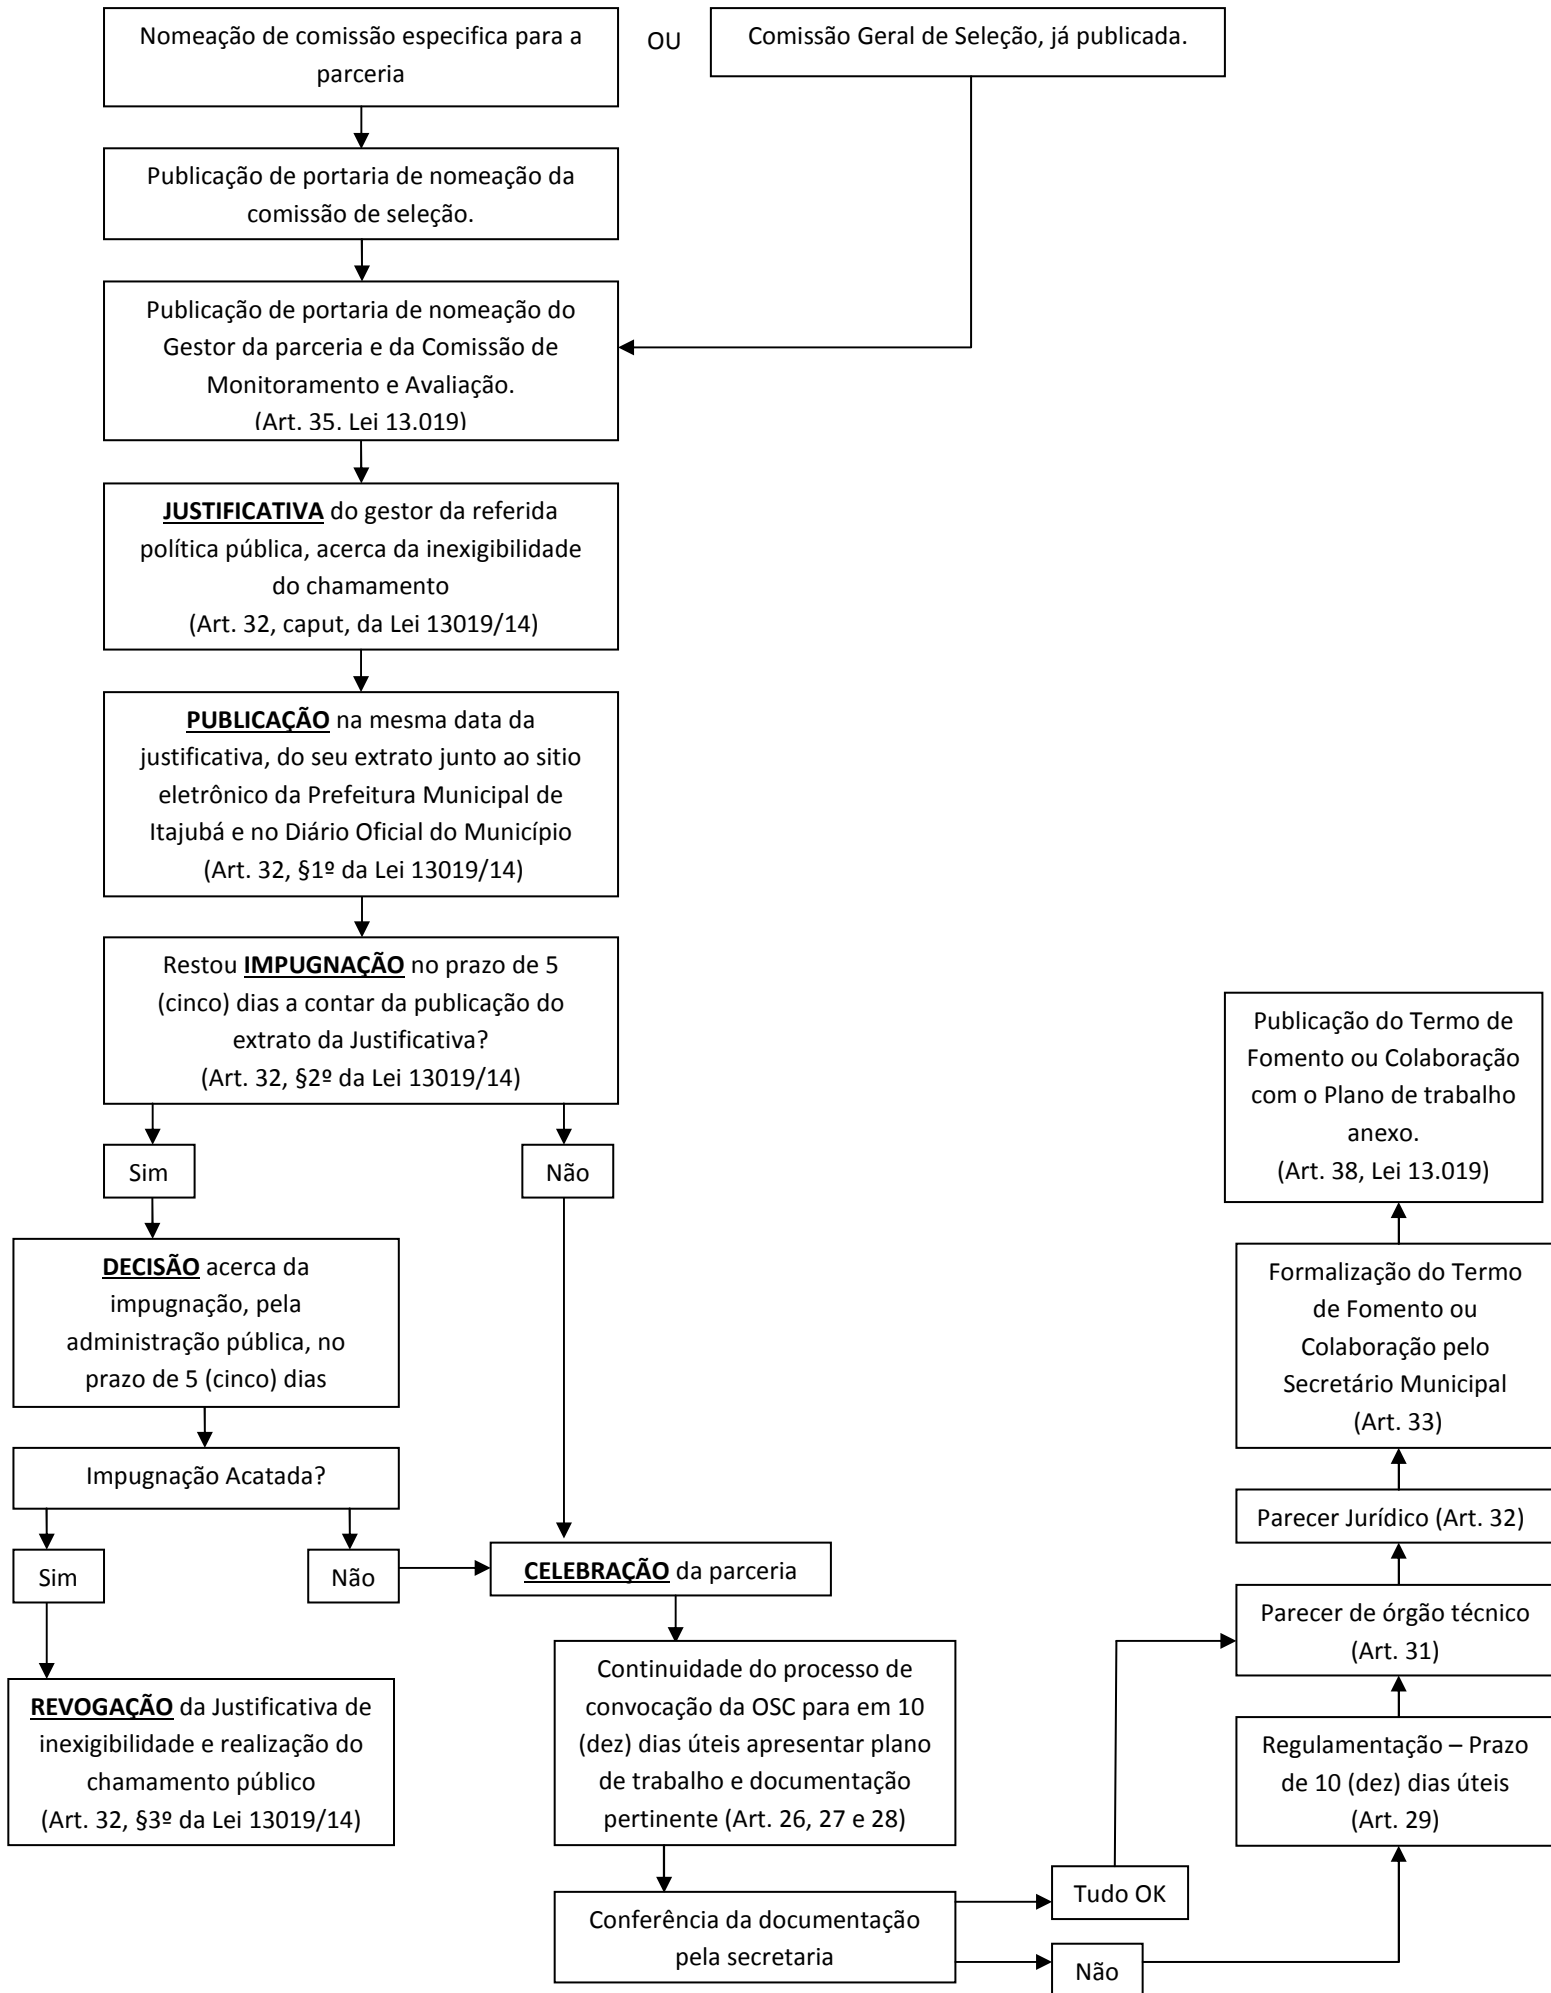 Nomeação de comissão especifica para a
parceria
OU
Comissão Geral de Seleção, já publicada.
Publicação de portaria de nomeação da
comissão de seleção.
Publicação de portaria de nomeação do
Gestor da parceria e da Comissão de
Monitoramento e Avaliação.
(Art. 35. Lei 13.019)
JUSTIFICATIVA do gestor da referida
política pública, acerca da inexigibilidade
do chamamento
(Art. 32, caput, da Lei 13019/14)
PUBLICAÇÃO na mesma data da
justificativa, do seu extrato junto ao sitio
eletrônico da Prefeitura Municipal de
Itajubá e no Diário Oficial do Município
(Art. 32, §1º da Lei 13019/14)
Restou IMPUGNAÇÃO no prazo de 5
(cinco) dias a contar da publicação do
extrato da Justificativa?
(Art. 32, §2º da Lei 13019/14)
Sim
Não
DECISÃO acerca da
impugnação, pela
administração pública, no
prazo de 5 (cinco) dias
Impugnação Acatada?
Sim
Não
REVOGAÇÃO da Justificativa de
inexigibilidade e realização do
chamamento público
(Art. 32, §3º da Lei 13019/14)
CELEBRAÇÃO da parceria
Continuidade do processo de
convocação da OSC para em 10
(dez) dias úteis apresentar plano
de trabalho e documentação
pertinente (Art. 26, 27 e 28)
Conferência da documentação
pela secretaria
Tudo OK
Não
Regulamentação – Prazo
de 10 (dez) dias úteis
(Art. 29)
Parecer de órgão técnico
(Art. 31)
Parecer Jurídico (Art. 32)
Formalização do Termo
de Fomento ou
Colaboração pelo
Secretário Municipal
(Art. 33)
Publicação do Termo de
Fomento ou Colaboração
com o Plano de trabalho
anexo.
(Art. 38, Lei 13.019)